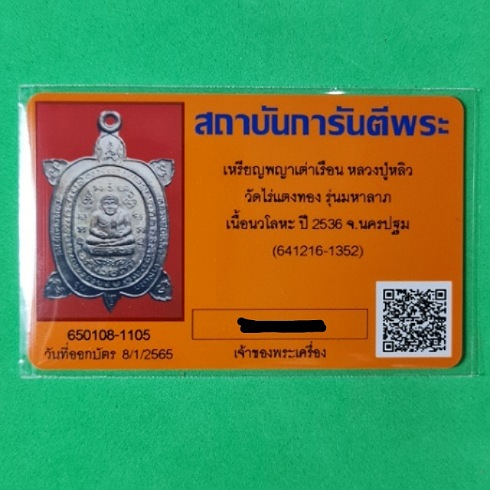 สถาบันการันตีพระ
เหรียญพญาเต่าเรือน หลวงปู่หลิว
วัดไร่แตงทอง รุ่นมหาลาภ
เนื้อนวโลหะ ปี 2536 จ.นครปฐม
(641216-1352)
650108-1105
วันที่ออกบัตร 8/1/2565
เจ้าของพระเครื่อง